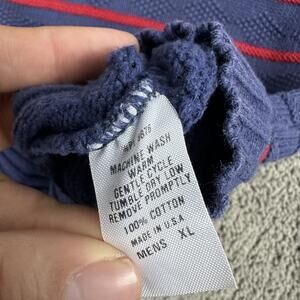 MACHINE WASH
WARM
GENTLE CYCLE
TUMBLE DRY LOW
REMOVE PROMPTLY
100% COTTON
MADE IN U.S.A.
MENS XL